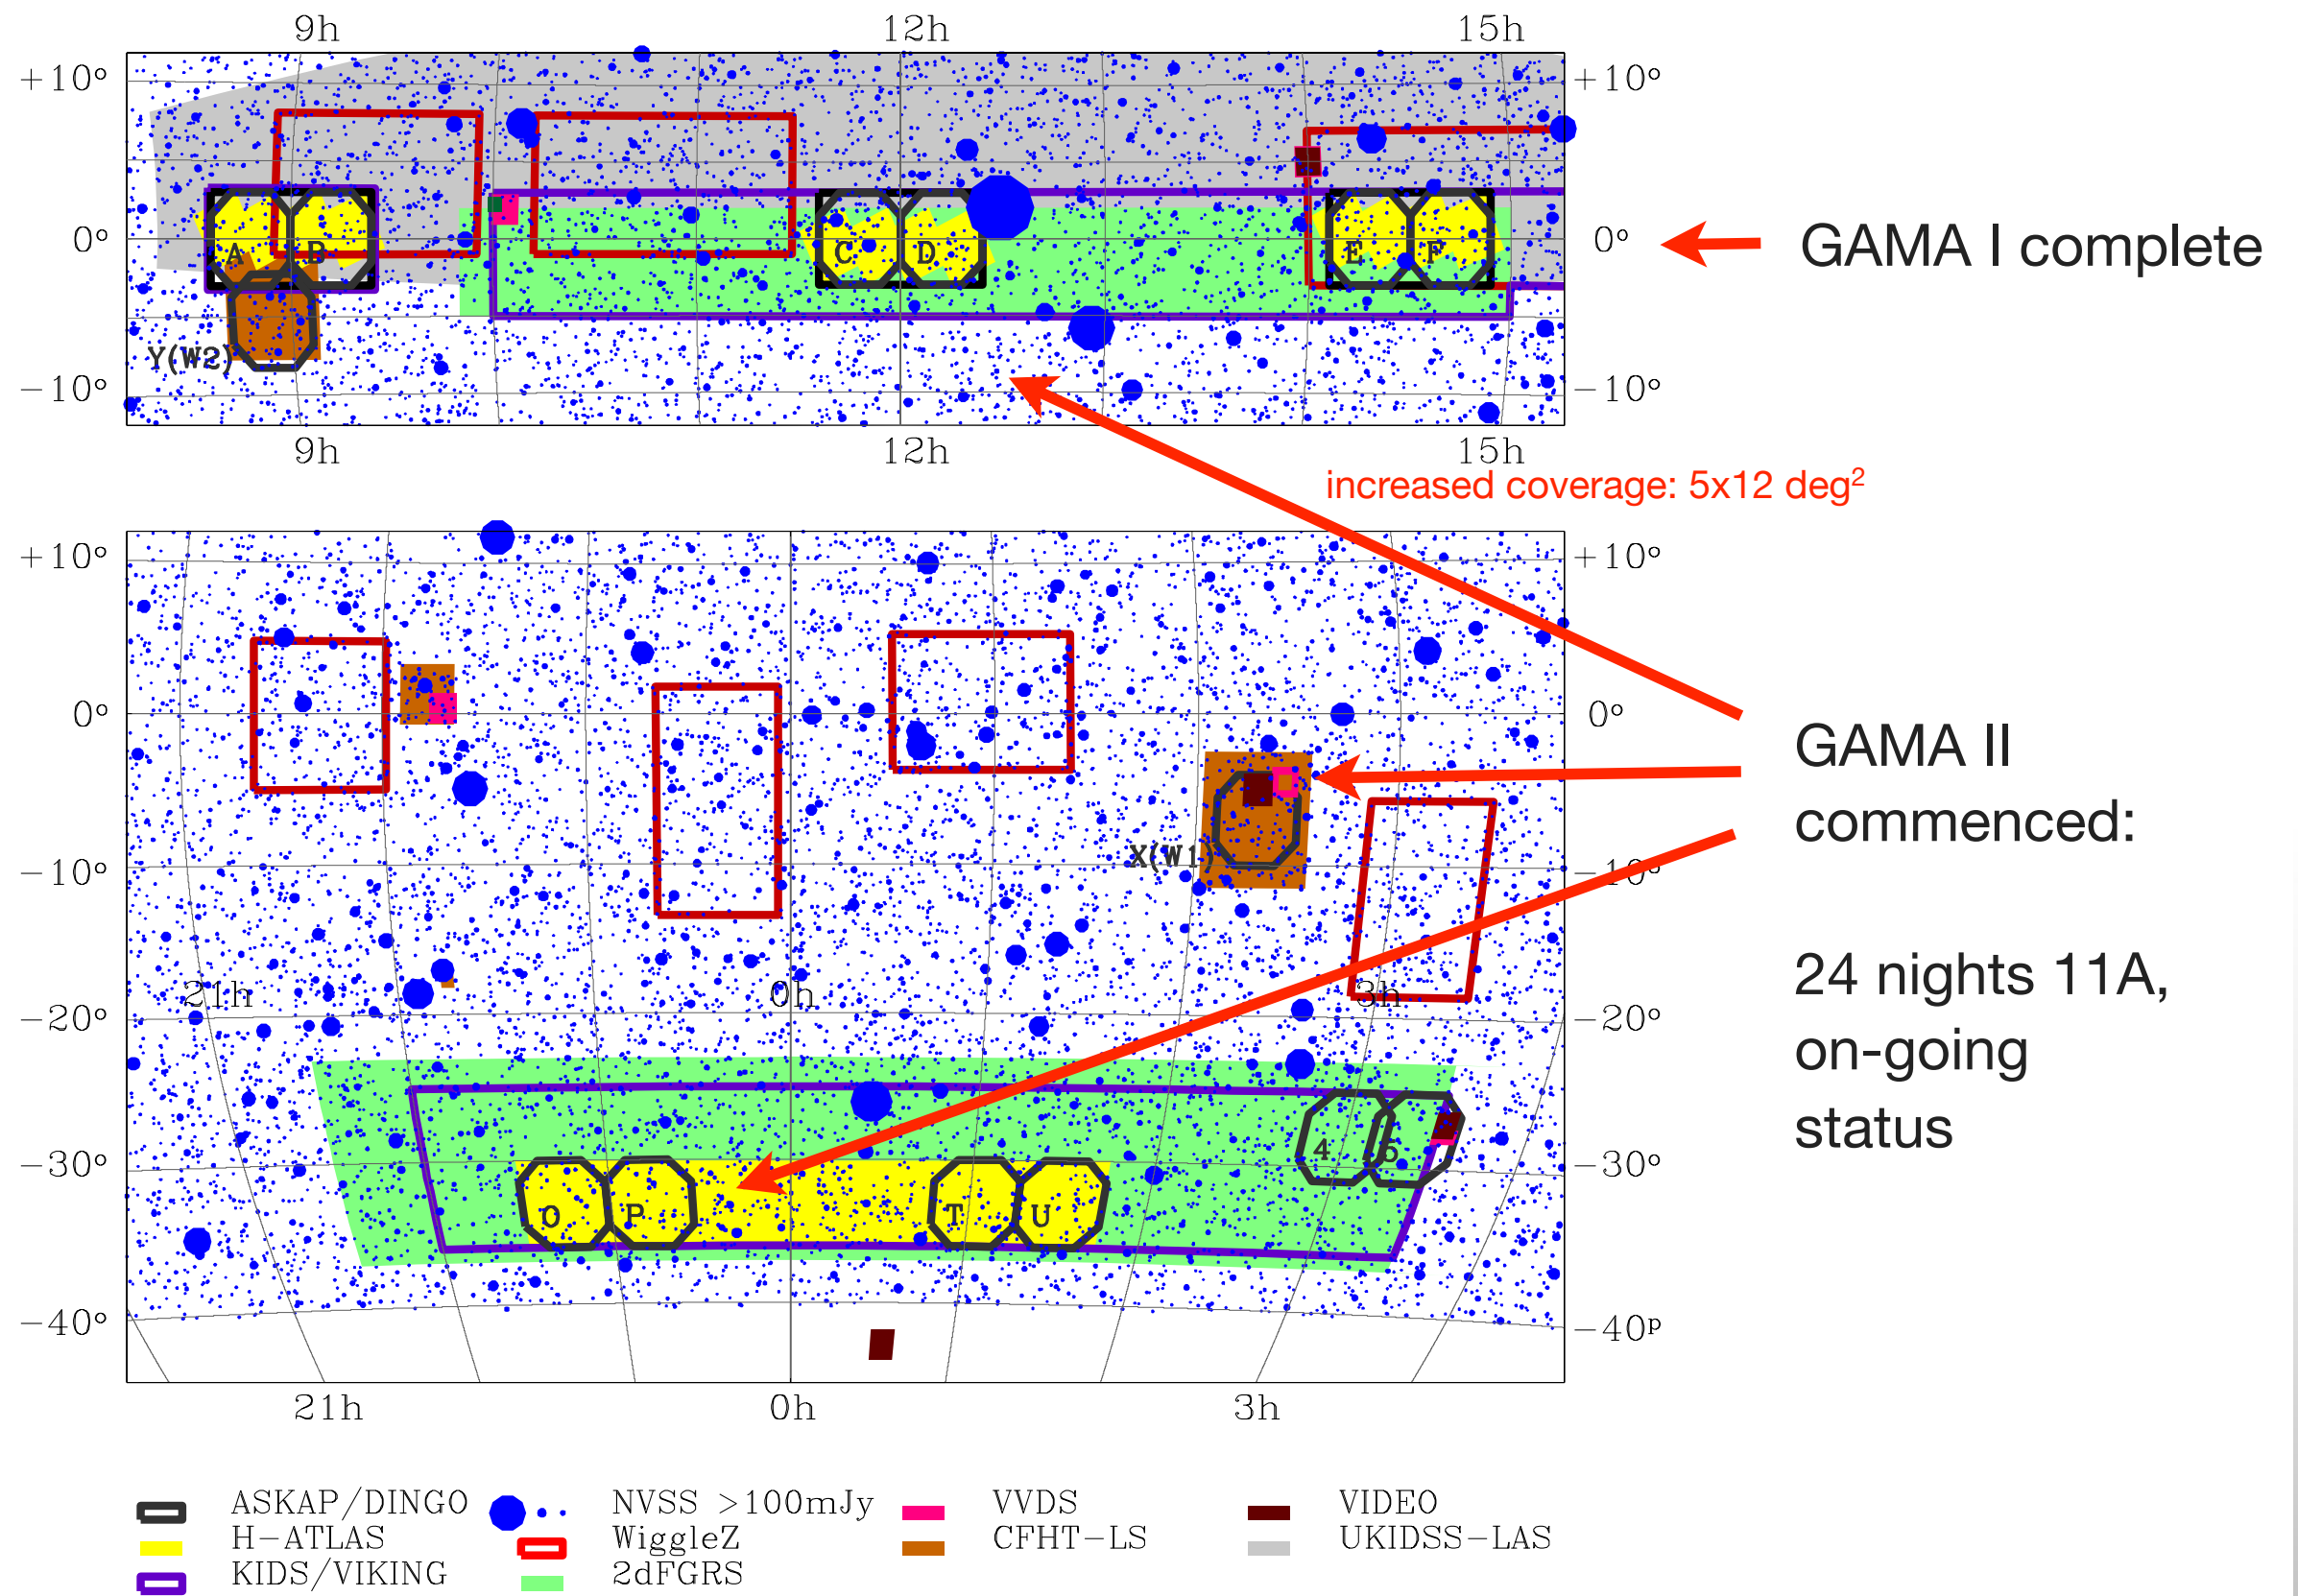 9h 12h 15h
+10° +10°
0° 0°
GAMA I complete
A B C D E F
Y(W2)
−10° −10°
9h 12h 15h
increased coverage: 5x12 deg²
+10° +10°
0° 0°
GAMA II
commenced:
X(W1)
−10° −10°
24 nights 11A,
21h 0h 3h
−20° −20°
on-going
status
4 5
−30° −30°
O P T U
−40° −40°
21h 0h 3h
ASKAP/DINGO NVSS >100mJy VVDS VIDEO
H−ATLAS WiggleZ CFHT−LS UKIDSS−LAS
KIDS/VIKING 2dFGRS